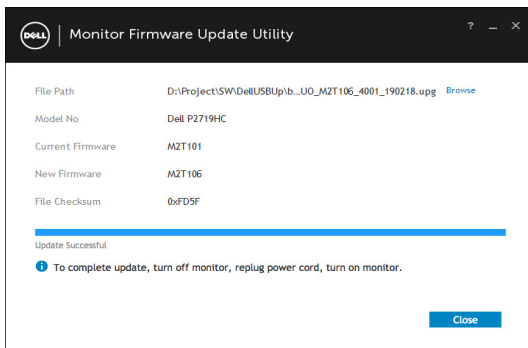 DELL Monitor Firmware Update Utility ?
File Path D:\Project\SW\DellUSBUp\b...UO_M2T106_4001_190218.upg Browse
Model No Dell P2719HC
Current Firmware M2T101
New Firmware M2T106
File Checksum 0xFD5F
Update Successful
i To complete update, turn off monitor, replug power cord, turn on monitor.
Close